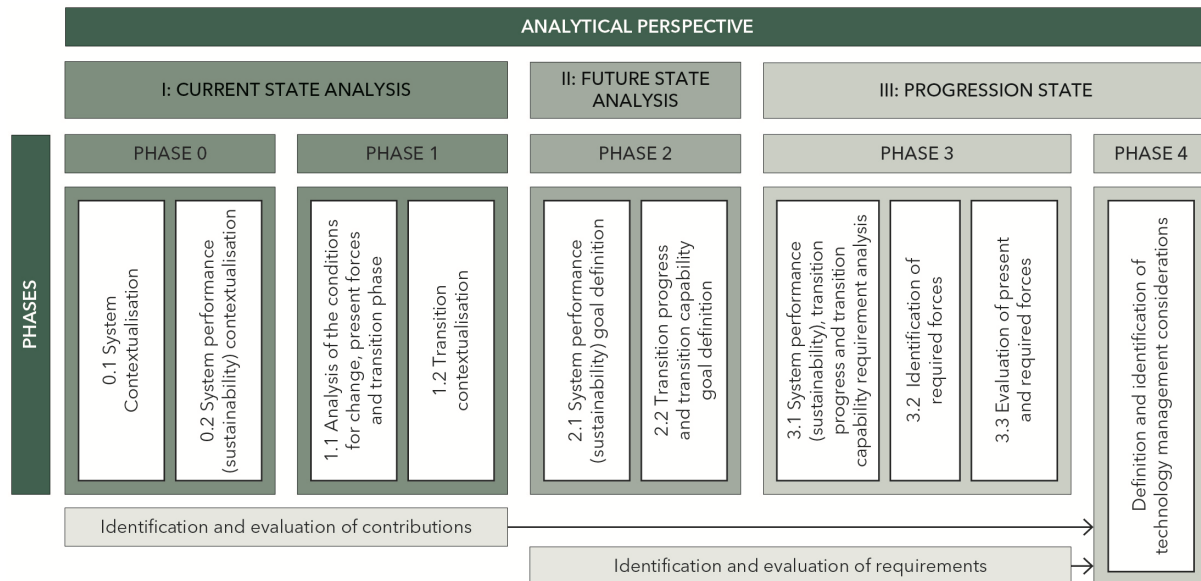 ANALYTICAL PERSPECTIVE
I: CURRENT STATE ANALYSIS
II: FUTURE STATE
ANALYSIS
III: PROGRESSION STATE
PHASES
PHASE 0
PHASE 1
PHASE 2
PHASE 3
PHASE 4
0.1 System
Contextualisation
0.2 System performance
(sustainability) contextualisation
1.1 Analysis of the conditions
for change, present forces
and transition phase
1.2 Transition
contextualisation
2.1 System performance
(sustainability) goal definition
2.2 Transition progress
and transition capability
goal definition
3.1 System performance
(sustainability), transition
progress and transition
capability requirement analysis
3.2 Identification of
required forces
3.3 Evaluation of present
and required forces
Definition and identification of
technology management considerations
Identification and evaluation of contributions
Identification and evaluation of requirements